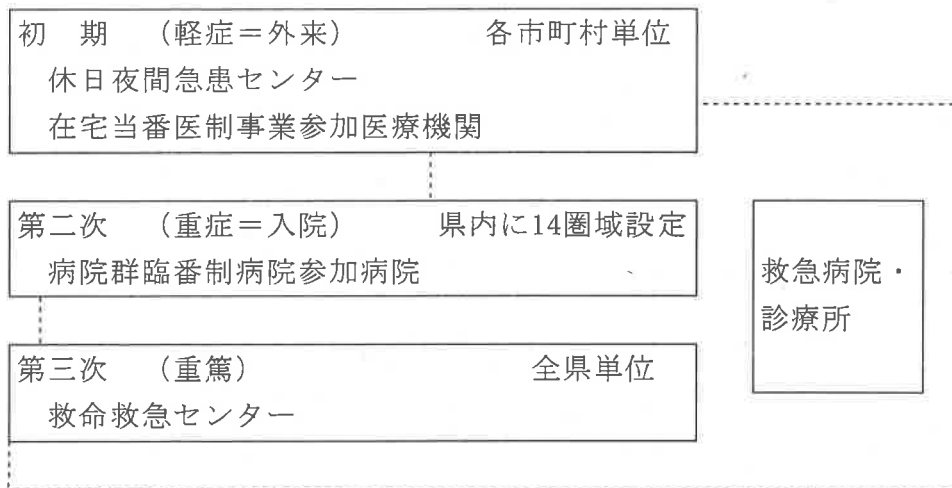 初　期　（軽症＝外来）　各市町村単位
休日夜間急患センター
在宅当番医制事業参加医療機関
第二次　（重症＝入院）　県内に14圏域設定
病院群臨番制病院参加病院
救急病院・
診療所
第三次　（重篤）　全県単位
救命救急センター